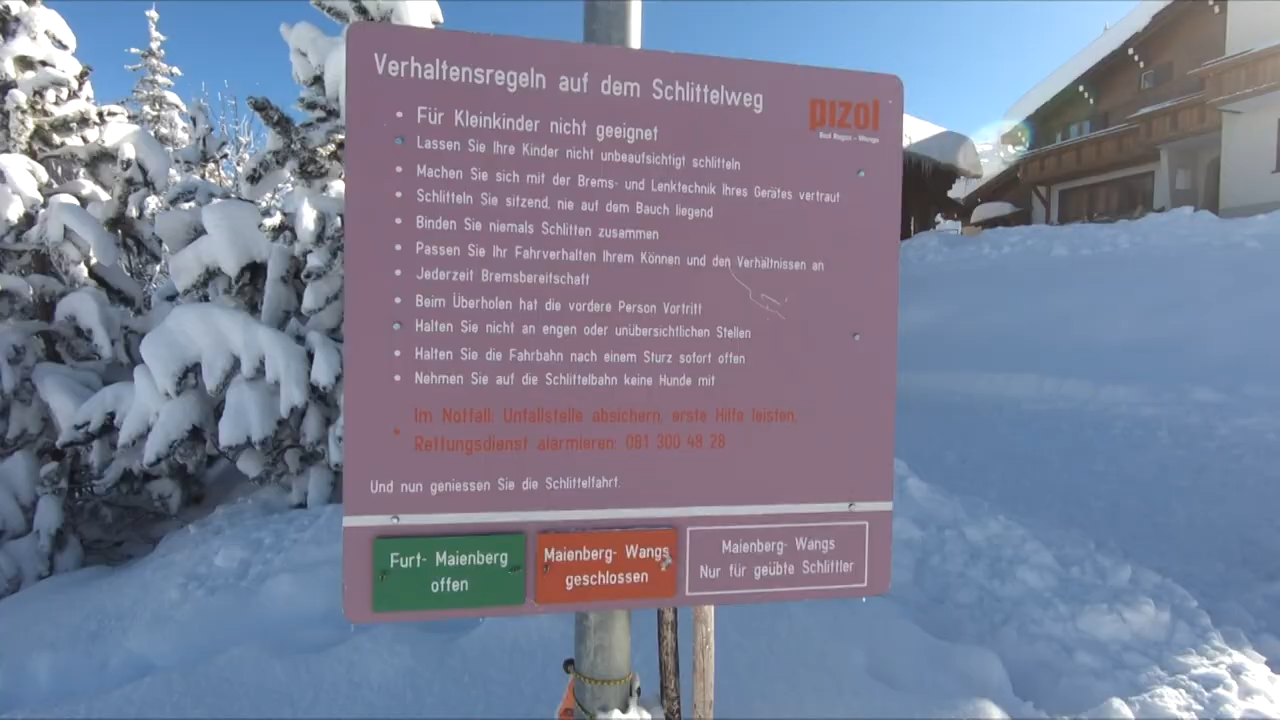 Verhaltensregeln auf dem Schlittelweg
pizol
Bad Ragaz - Wangs
• Für Kleinkinder nicht geeignet
• Lassen Sie Ihre Kinder nicht unbeaufsichtigt schlitteln
• Machen Sie sich mit der Brems- und Lenktechnik Ihres Gerätes vertraut
• Schlitteln Sie sitzend, nie auf dem Bauch liegend
• Binden Sie niemals Schlitten zusammen
• Passen Sie Ihr Fahrverhalten Ihrem Können und den Verhältnissen an
• Jederzeit Bremsbereitschaft
• Beim Überholen hat die vordere Person Vortritt
• Halten Sie nicht an engen oder unübersichtlichen Stellen
• Halten Sie die Fahrbahn nach einem Sturz sofort offen
• Nehmen Sie auf die Schlittelbahn keine Hunde mit
• Im Notfall: Unfallstelle absichern, erste Hilfe leisten,
Rettungsdienst alarmieren: 081 300 48 28
Und nun geniessen Sie die Schlittelfahrt.
Furt- Maienberg
offen
Maienberg- Wangs
geschlossen
Maienberg- Wangs
Nur für geübte Schlittler